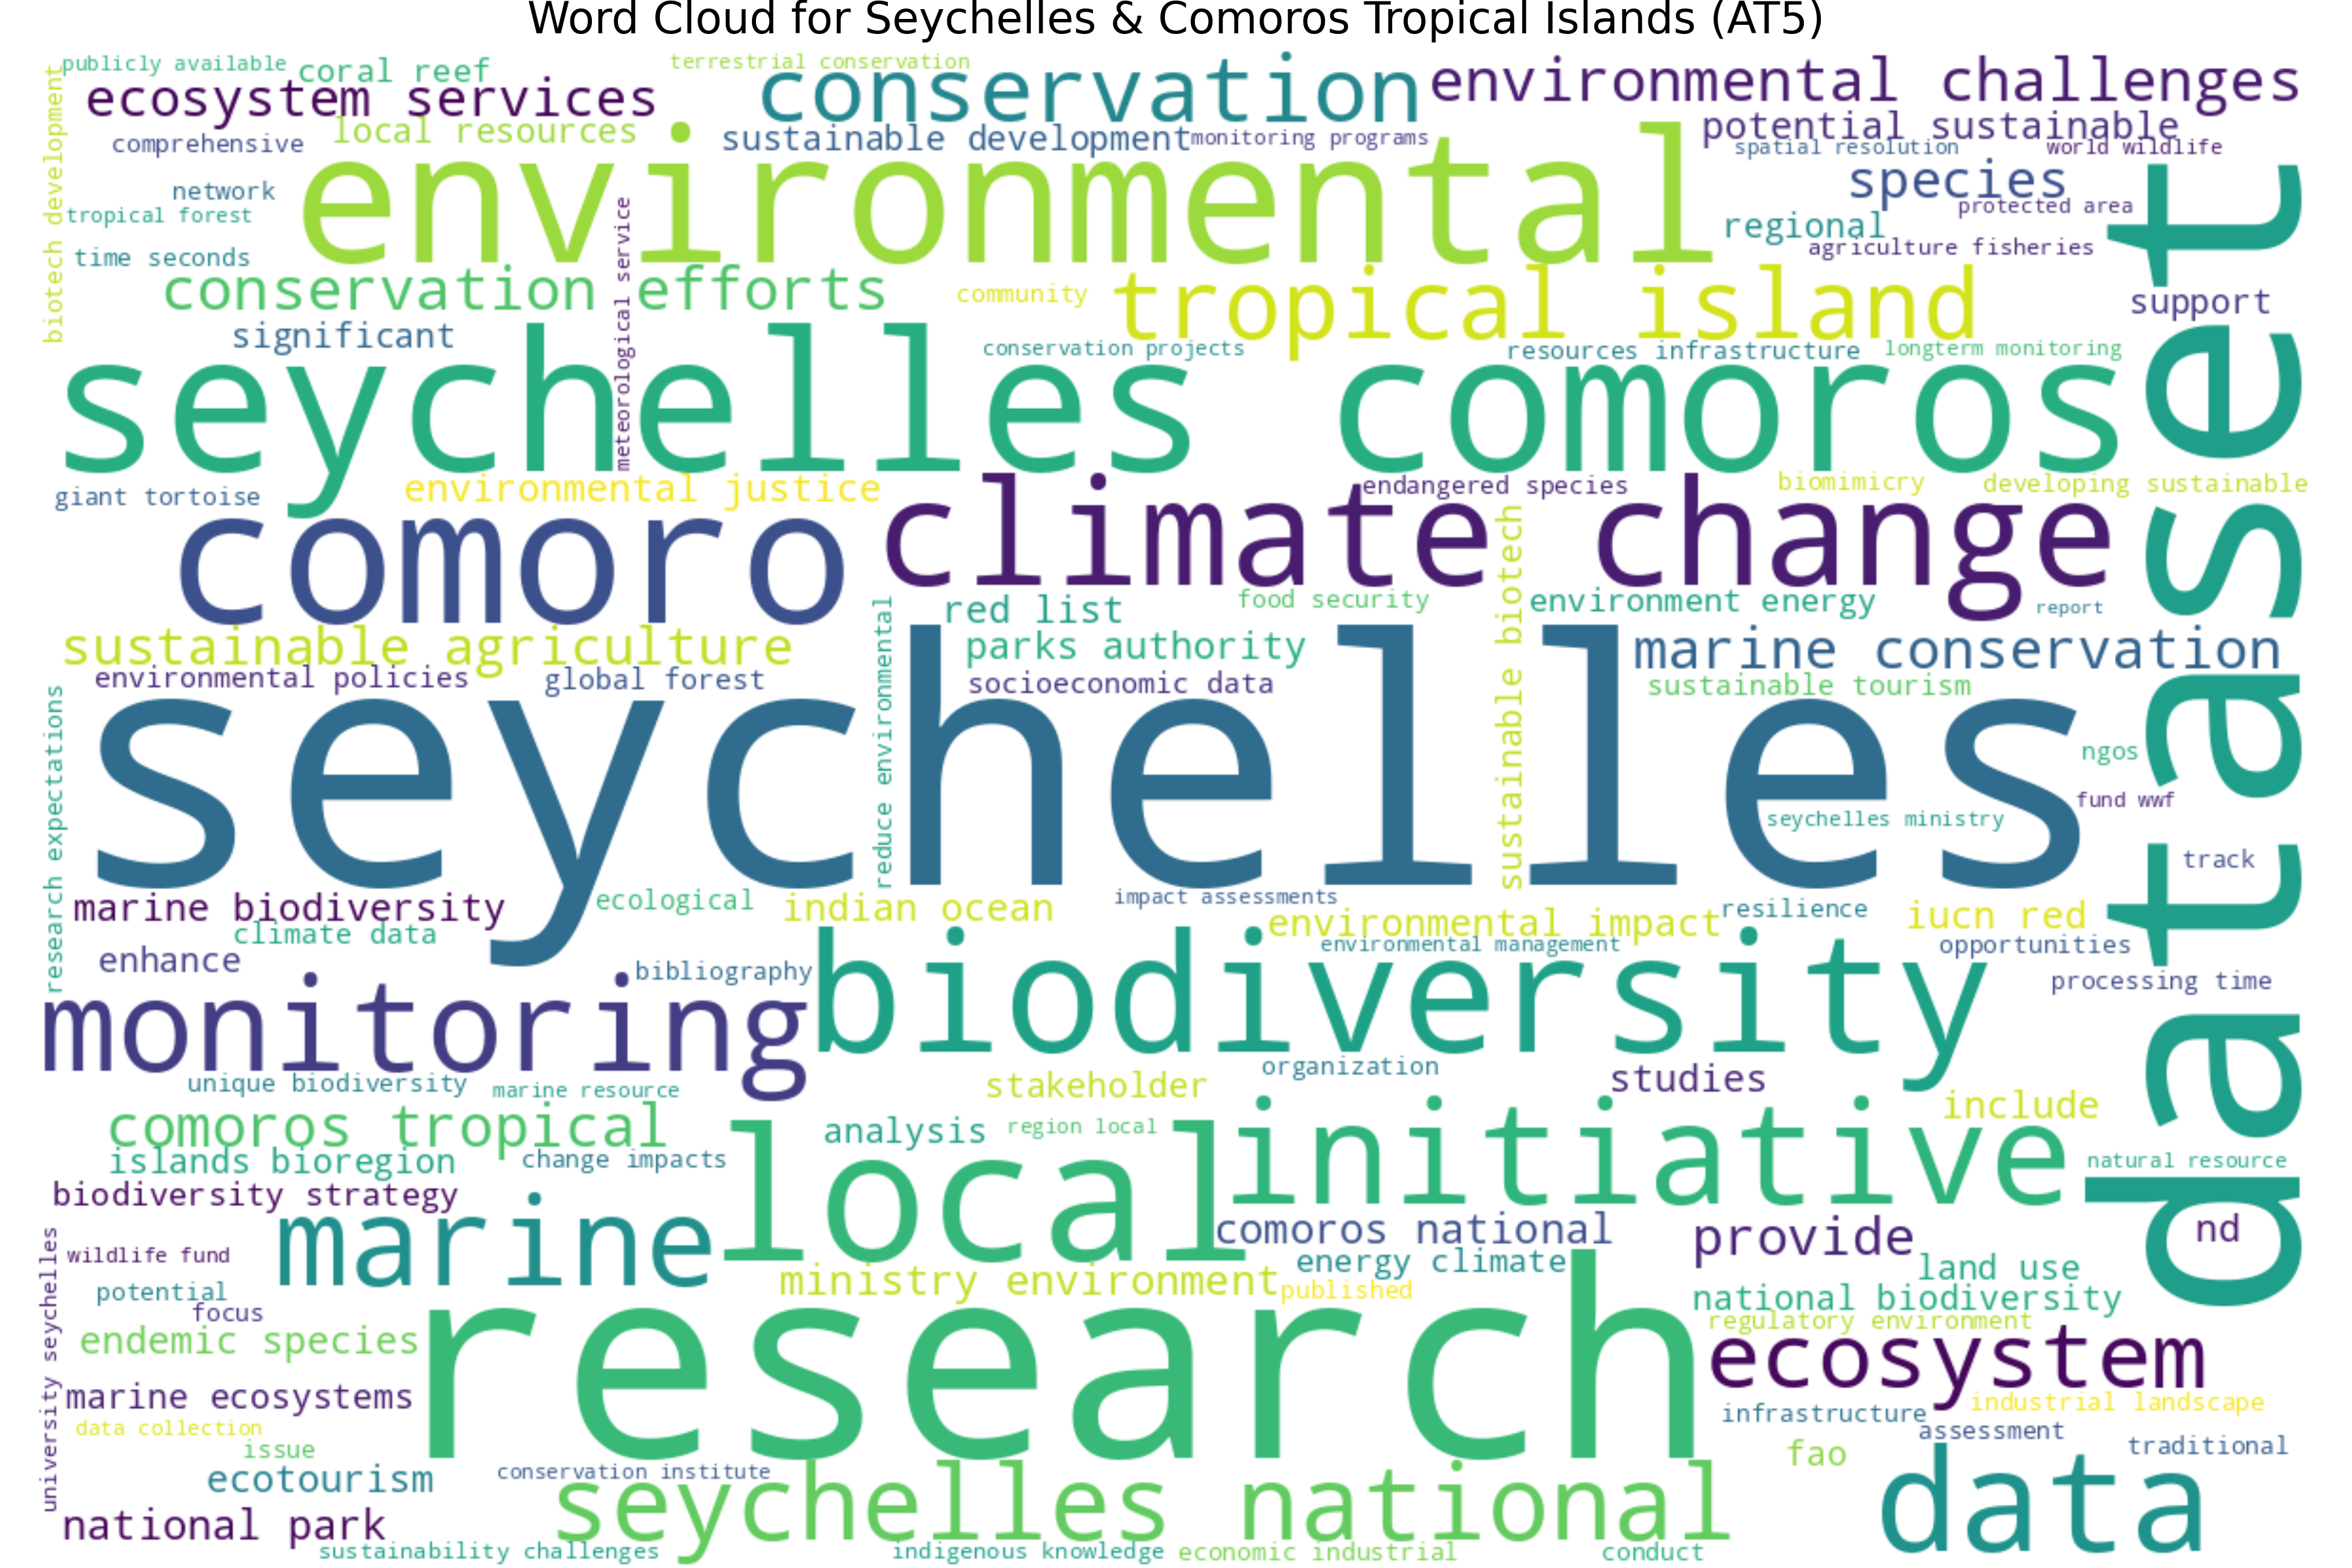 Word Cloud for Seychelles & Comoros Tropical Islands (AT5)
publicly available
coral reef
terrestrial conservation
conservation
environmental challenges
ecosystem services
biotech development
comprehensive
local resources
sustainable development
monitoring programs
potential sustainable
spatial resolution
world wildlife
environmental
species
network
tropical forest
protected area
regional
agriculture fisheries
time seconds
meteorological service
conservation efforts
community
tropical island
support
dataset
significant
conservation projects
resources infrastructure
longterm monitoring
seychelles comoros
giant tortoise
environmental justice
endangered species
biomimicry
developing sustainable
comoro
climate change
red list
food security
sustainable biotech
environment energy
report
sustainable agriculture
reduce environmental
parks authority
marine conservation
environmental policies
global forest
socioeconomic data
sustainable tourism
research expectations
seychelles
ngos
fund wwf
seychelles ministry
track
marine biodiversity
ecological
indian ocean
impact assessments
environmental impact
resilience
iucn red
climate data
environmental management
opportunities
enhance
bibliography
processing time
monitoring
biodiversity
unique biodiversity
marine resource
stakeholder
organization
studies
include
comoros tropical
analysis
region local
initiative
local
islands bioregion
change impacts
natural resource
biodiversity strategy
marine
comoros national
provide
nd
university seychelles
wildlife fund
energy climate
land use
potential
ministry environment
published
national biodiversity
focus
regulatory environment
endemic species
research
ecosystem
marine ecosystems
industrial landscape
data collection
infrastructure
assessment
issue
fao
traditional
ecotourism
conservation institute
seychelles national
data
national park
sustainability challenges
indigenous knowledge
economic industrial
conduct